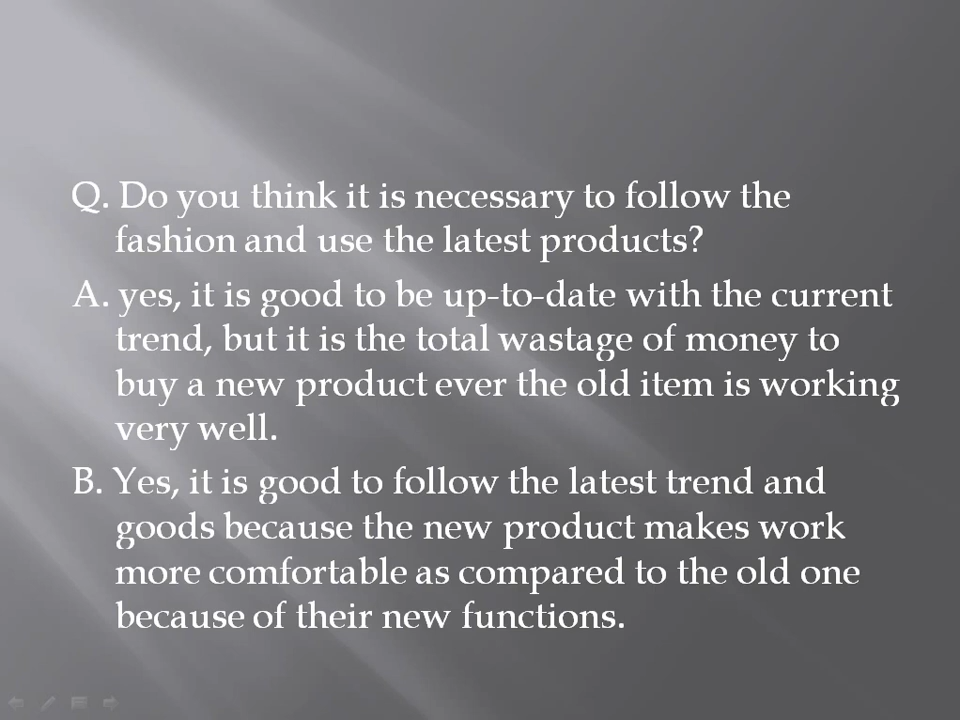 Q. Do you think it is necessary to follow the
fashion and use the latest products?
A. yes, it is good to be up-to-date with the current
trend, but it is the total wastage of money to
buy a new product ever the old item is working
very well.
B. Yes, it is good to follow the latest trend and
goods because the new product makes work
more comfortable as compared to the old one
because of their new functions.